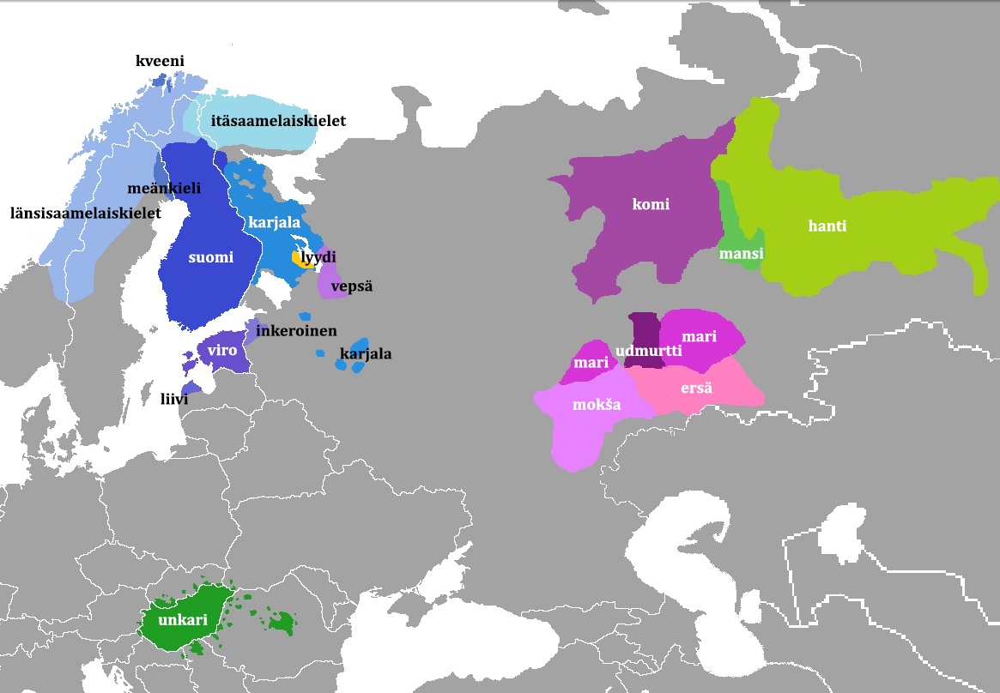 kveeni
itäsaamelaiskielet
meänkieli
länsisaamelaiskielet
karjala
suomi
lyydi
vepsä
inkeroinen
viro
karjala
liivi
komi
hanti
mansi
mari
udmurtti
mari
ersä
mokša
unkari